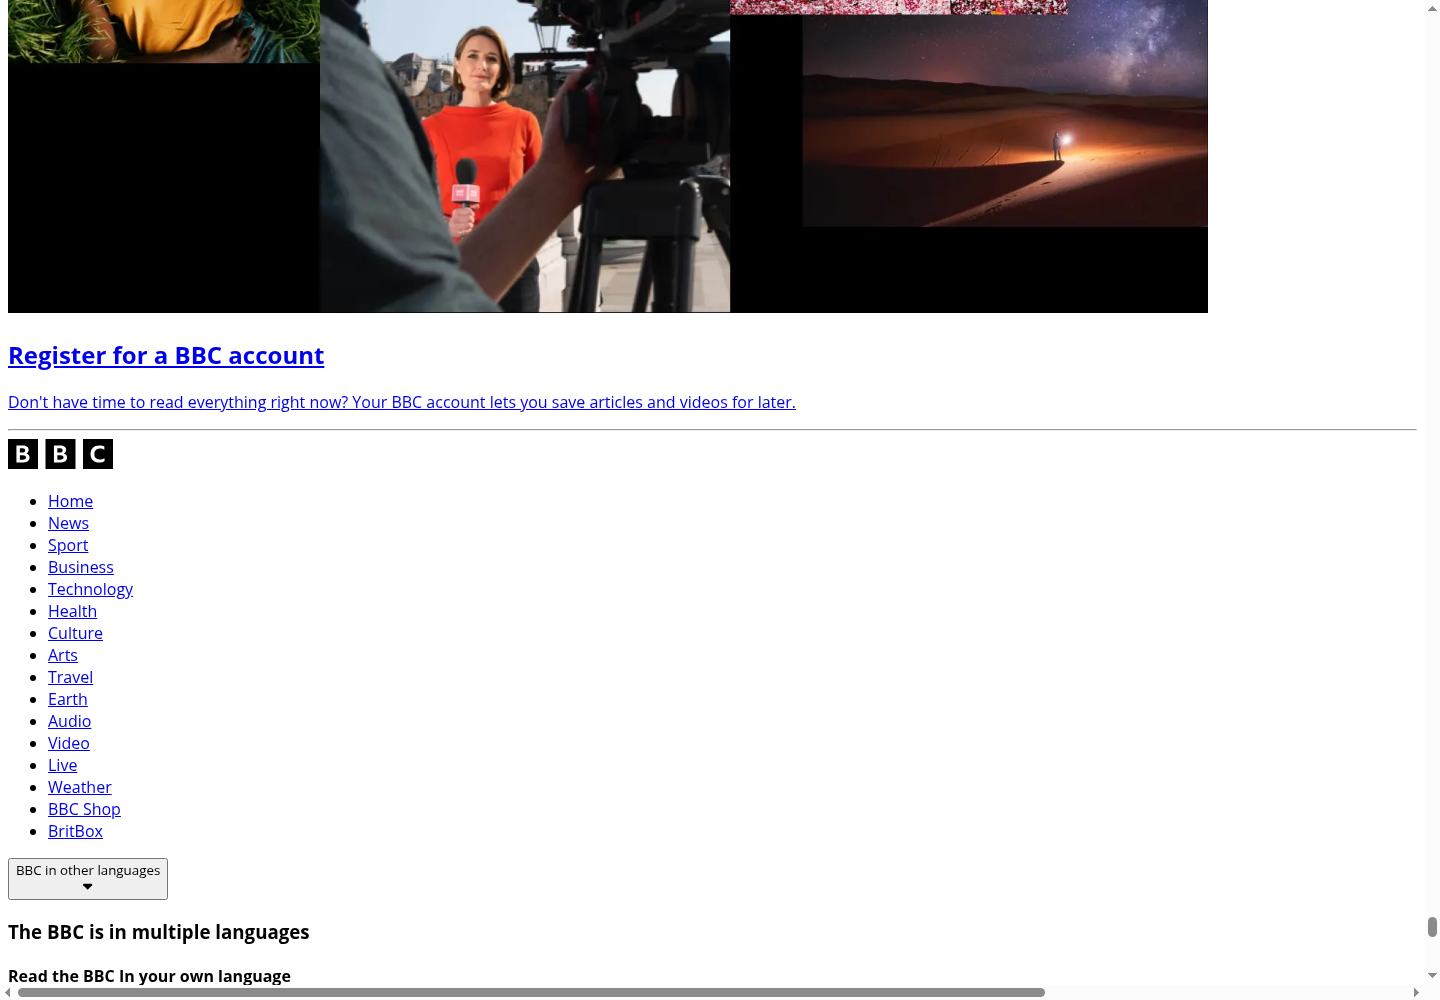 Register for a BBC account
Don't have time to read everything right now? Your BBC account lets you save articles and videos for later.
BBC
Home
News
Sport
Business
Technology
Health
Culture
Arts
Travel
Earth
Audio
Video
Live
Weather
BBC Shop
BritBox
BBC in other languages
The BBC is in multiple languages
Read the BBC In your own language